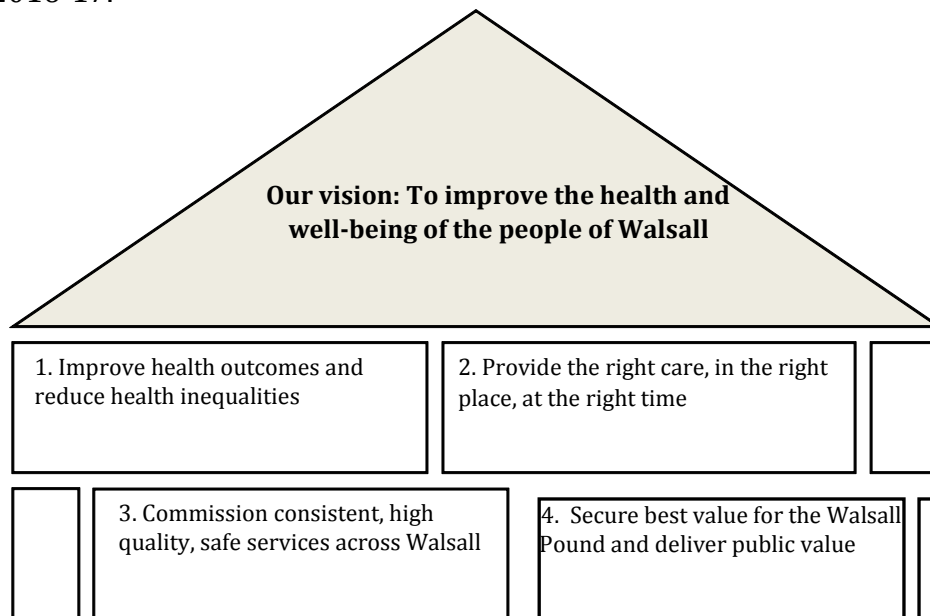 Our vision: To improve the health and
well-being of the people of Walsall
1. Improve health outcomes and
reduce health inequalities
2. Provide the right care, in the right
place, at the right time
3. Commission consistent, high
quality, safe services across Walsall
4. Secure best value for the Walsall
Pound and deliver public value